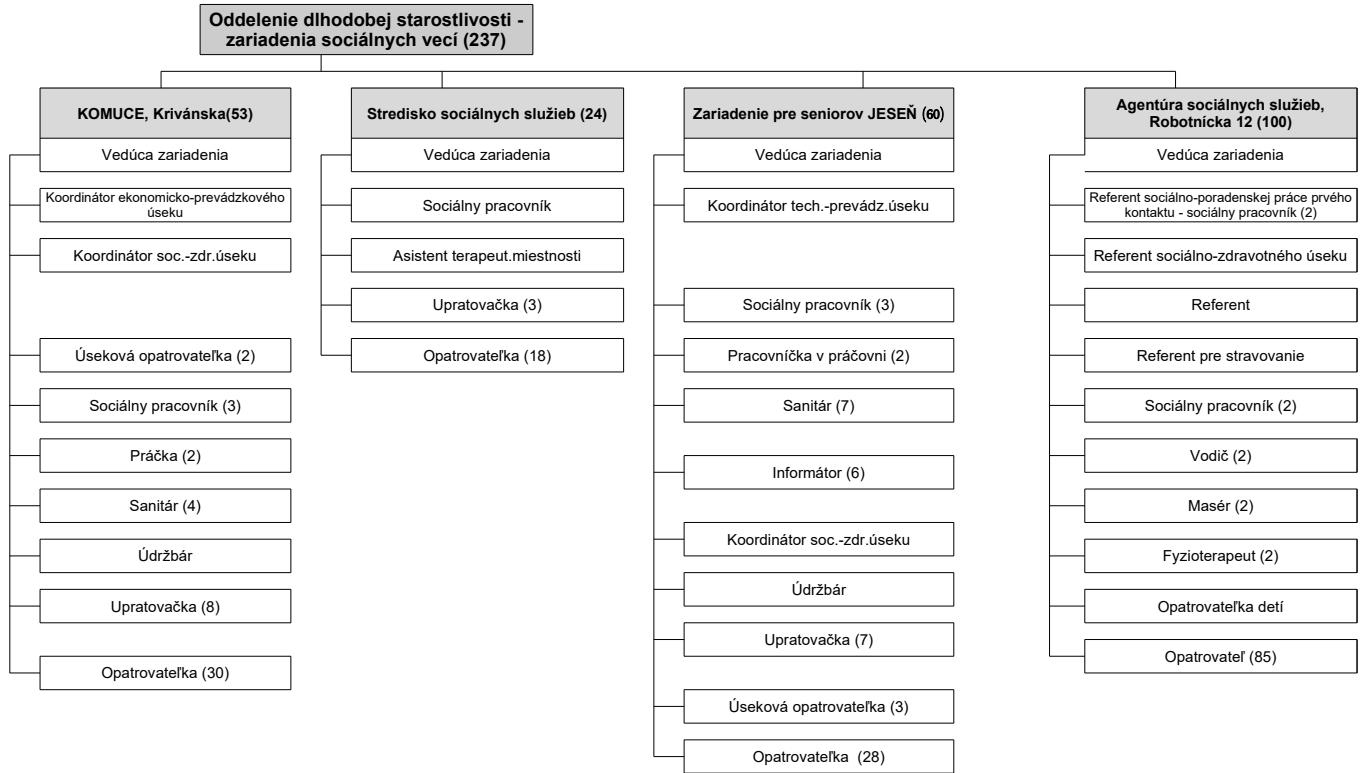 Oddelenie dlhodobej starostlivosti -
zariadenia sociálnych vecí (237)
KOMUCE, Krivánska(53)
Vedúca zariadenia
Koordinátor ekonomicko-prevádzkového
úseku
Koordinátor soc.-zdr.úseku
Úseková opatrovateľka (2)
Sociálny pracovník (3)
Práčka (2)
Sanitár (4)
Údržbár
Upratovačka (8)
Opatrovateľka (30)
Stredisko sociálnych služieb (24)
Vedúca zariadenia
Sociálny pracovník
Asistent terapeut.miestnosti
Upratovačka (3)
Opatrovateľka (18)
Zariadenie pre seniorov JESEŇ (60)
Vedúca zariadenia
Koordinátor tech.-prevádz.úseku
Sociálny pracovník (3)
Pracovníčka v práčovni (2)
Sanitár (7)
Informátor (6)
Koordinátor soc.-zdr.úseku
Údržbár
Upratovačka (7)
Úseková opatrovateľka (3)
Opatrovateľka (28)
Agentúra sociálnych služieb,
Robotnícka 12 (100)
Vedúca zariadenia
Referent sociálno-poradenskej práce prvého
kontaktu - sociálny pracovník (2)
Referent sociálno-zdravotného úseku
Referent
Referent pre stravovanie
Sociálny pracovník (2)
Vodič (2)
Masér (2)
Fyzioterapeut (2)
Opatrovateľka detí
Opatrovateľ (85)